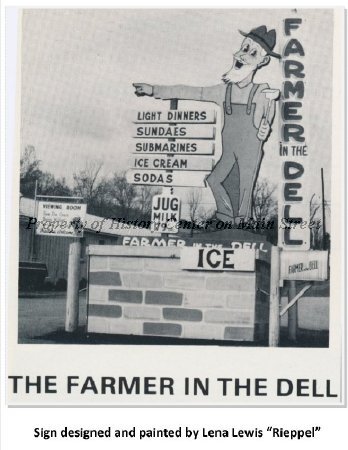 FARMER
IN THE
DELL
LIGHT DINNERS
SUNDAES
SUBMARINES
ICE CREAM
SODAS
JUG
MILK
VIEWING ROOM
Property of History Center on Main Street
FARMER IN THE DELL
ICE
FARMER IN THE DELL
THE FARMER IN THE DELL
Sign designed and painted by Lena Lewis “Rieppel”